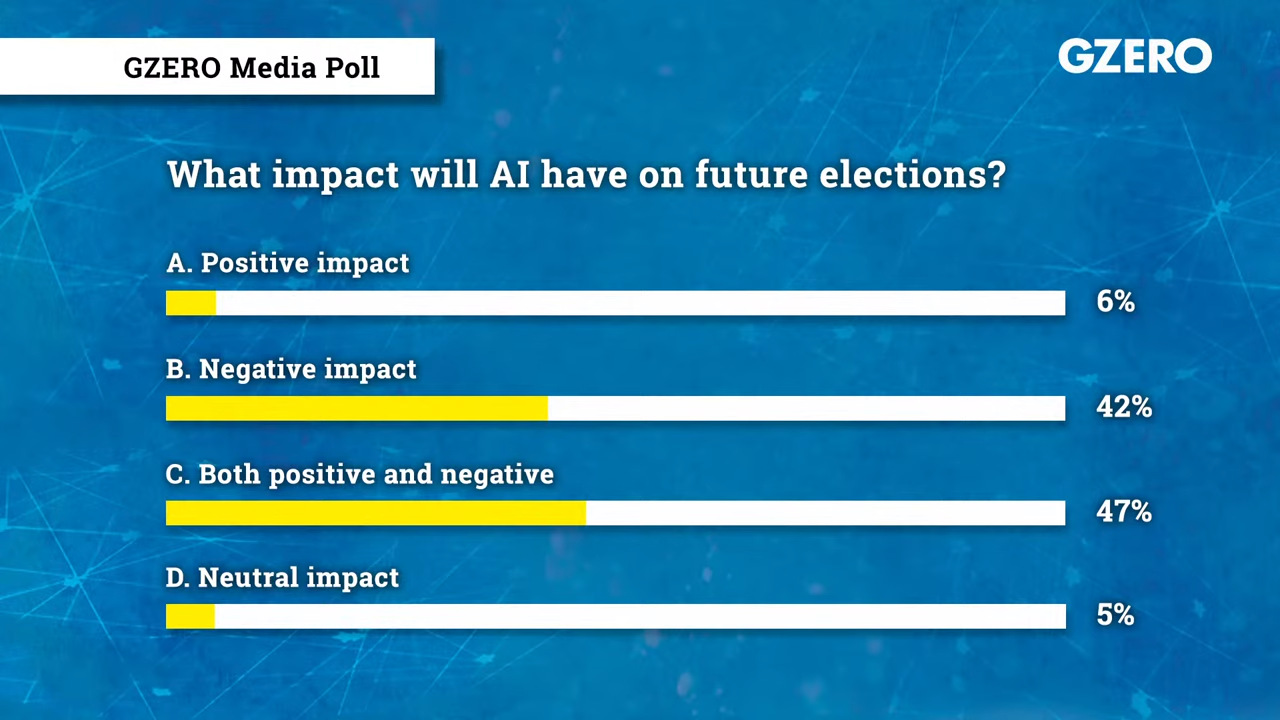 GZERO Media Poll
GZERO
What impact will AI have on future elections?
A. Positive impact
6%
B. Negative impact
42%
C. Both positive and negative
47%
D. Neutral impact
5%